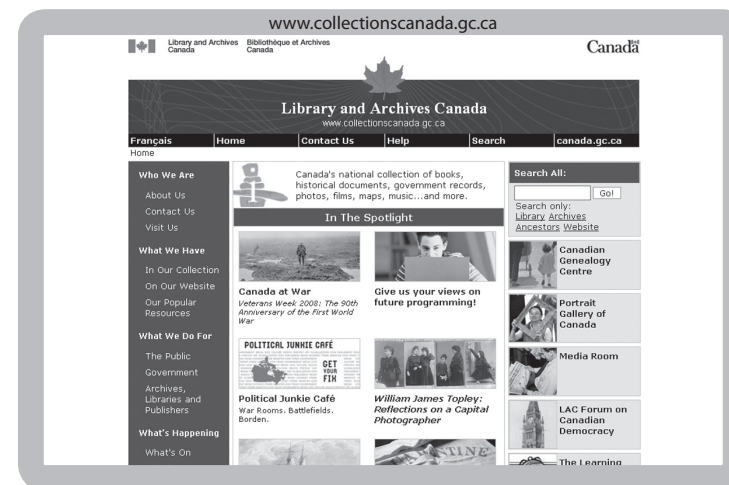 www.collectionscanada.gc.ca
Library and Archives Bibliothèque et Archives
Canada Canada
Canada
Library and Archives Canada
www.collectionscanada.gc.ca
Français Home Contact Us Help Search canada.gc.ca
Home
Who We Are
About Us
Contact Us
Visit Us
What We Have
In Our Collection
On Our Website
Our Popular
Resources
What We Do For
The Public
Government
Archives,
Libraries and
Publishers
What's Happening
What's On
Canada's national collection of books,
historical documents, government records,
photos, films, maps, music...and more.
In The Spotlight
Canada at War
Veterans Week 2008: The 90th
Anniversary of the First World
War
Give us your views on
future programming!
POLITICAL JUNKIE CAFÉ
GET
YOUR
FIX
Political Junkie Café
War Rooms. Battlefields.
Borden.
William James Topley:
Reflections on a Capital
Photographer
Search All:
Go!
Search only:
Library Archives
Ancestors Website
Canadian
Genealogy
Centre
Portrait
Gallery of
Canada
Media Room
LAC Forum on
Canadian
Democracy
The Learning